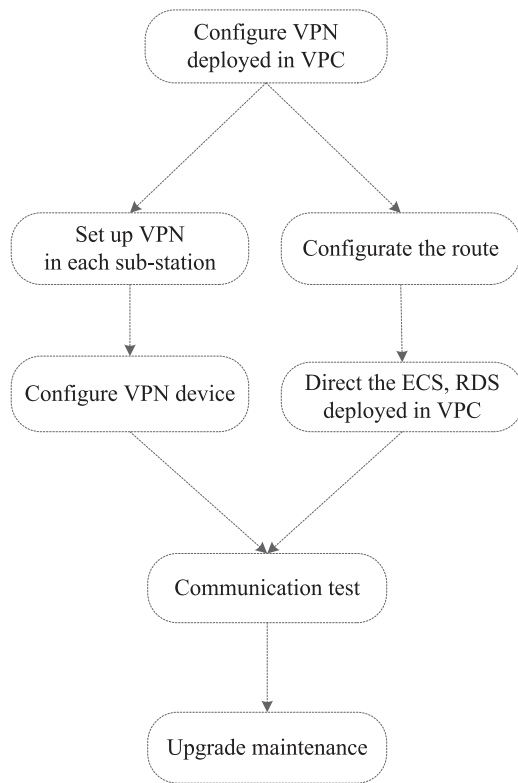 Configure VPN
deployed in VPC
Set up VPN
in each sub-station
Configurate the route
Configure VPN device
Direct the ECS, RDS
deployed in VPC
Communication test
Upgrade maintenance